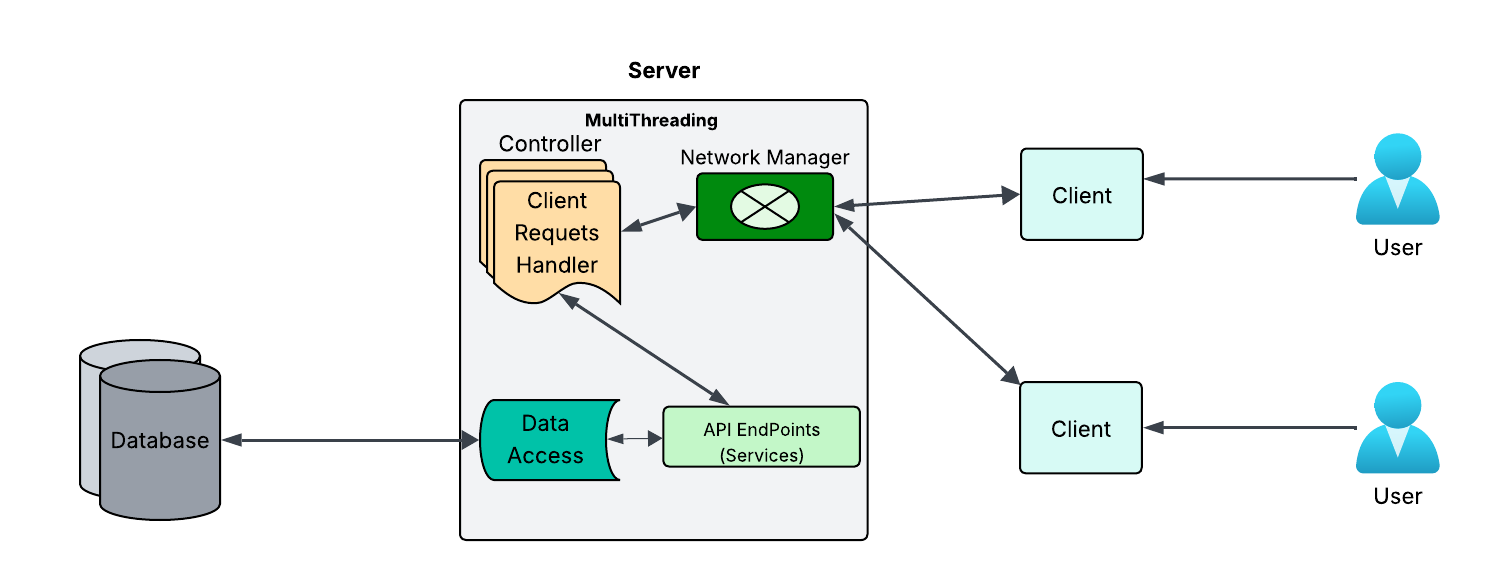 Server
MultiThreading
Controller
Network Manager
Client
Requets
Handler
Client
User
Database
Data
Access
API EndPoints
(Services)
Client
User